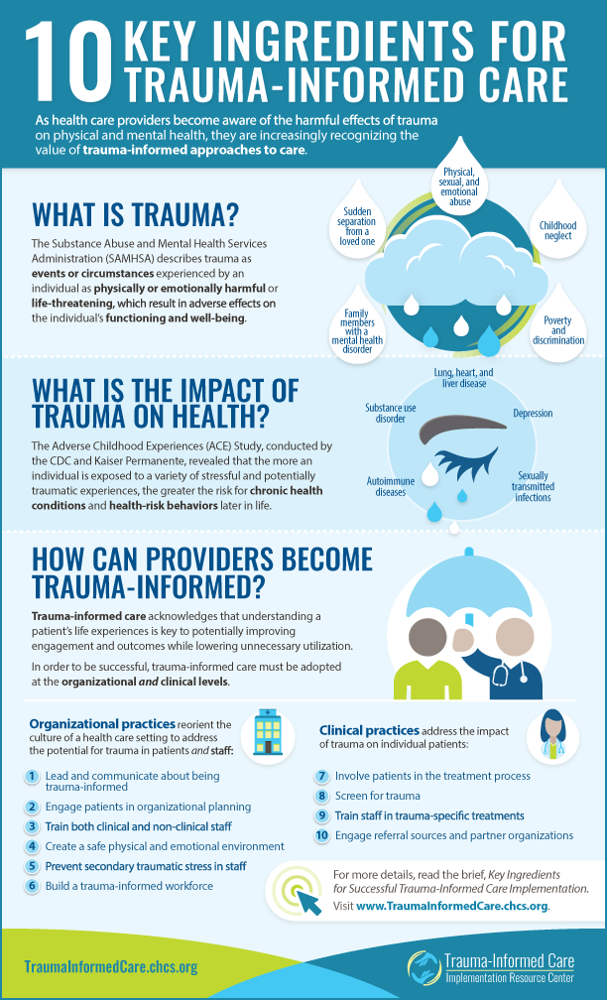 10 KEY INGREDIENTS FOR
TRAUMA-INFORMED CARE
As health care providers become aware of the harmful effects of trauma
on physical and mental health, they are increasingly recognizing the
value of trauma-informed approaches to care.
WHAT IS TRAUMA?
The Substance Abuse and Mental Health Services
Administration (SAMHSA) describes trauma as
events or circumstances experienced by an
individual as physically or emotionally harmful or
life-threatening, which result in adverse effects on
the individual's functioning and well-being.
Physical,
sexual, and
emotional
abuse
Sudden
separation
from a
loved one
Childhood
neglect
Family
members
with a
mental health
disorder
Poverty
and
discrimination
WHAT IS THE IMPACT OF
TRAUMA ON HEALTH?
The Adverse Childhood Experiences (ACE) Study, conducted by
the CDC and Kaiser Permanente, revealed that the more an
individual is exposed to a variety of stressful and potentially
traumatic experiences, the greater the risk for chronic health
conditions and health-risk behaviors later in life.
Lung, heart, and
liver disease
Substance use
disorder
Depression
Autoimmune
diseases
Sexually
transmitted
infections
HOW CAN PROVIDERS BECOME
TRAUMA-INFORMED?
Trauma-informed care acknowledges that understanding a
patient's life experiences is key to potentially improving
engagement and outcomes while lowering unnecessary utilization.
In order to be successful, trauma-informed care must be adopted
at the organizational and clinical levels.
Organizational practices reorient the
culture of a health care setting to address
the potential for trauma in patients and staff:
1 Lead and communicate about being
trauma-informed
2 Engage patients in organizational planning
3 Train both clinical and non-clinical staff
4 Create a safe physical and emotional environment
5 Prevent secondary traumatic stress in staff
6 Build a trauma-informed workforce
Clinical practices address the impact
of trauma on individual patients:
7 Involve patients in the treatment process
8 Screen for trauma
9 Train staff in trauma-specific treatments
10 Engage referral sources and partner organizations
For more details, read the brief, Key Ingredients
for Successful Trauma-Informed Care Implementation.
Visit www.TraumaInformedCare.chcs.org.
TraumaInformedCare.chcs.org
Trauma-Informed Care
Implementation Resource Center